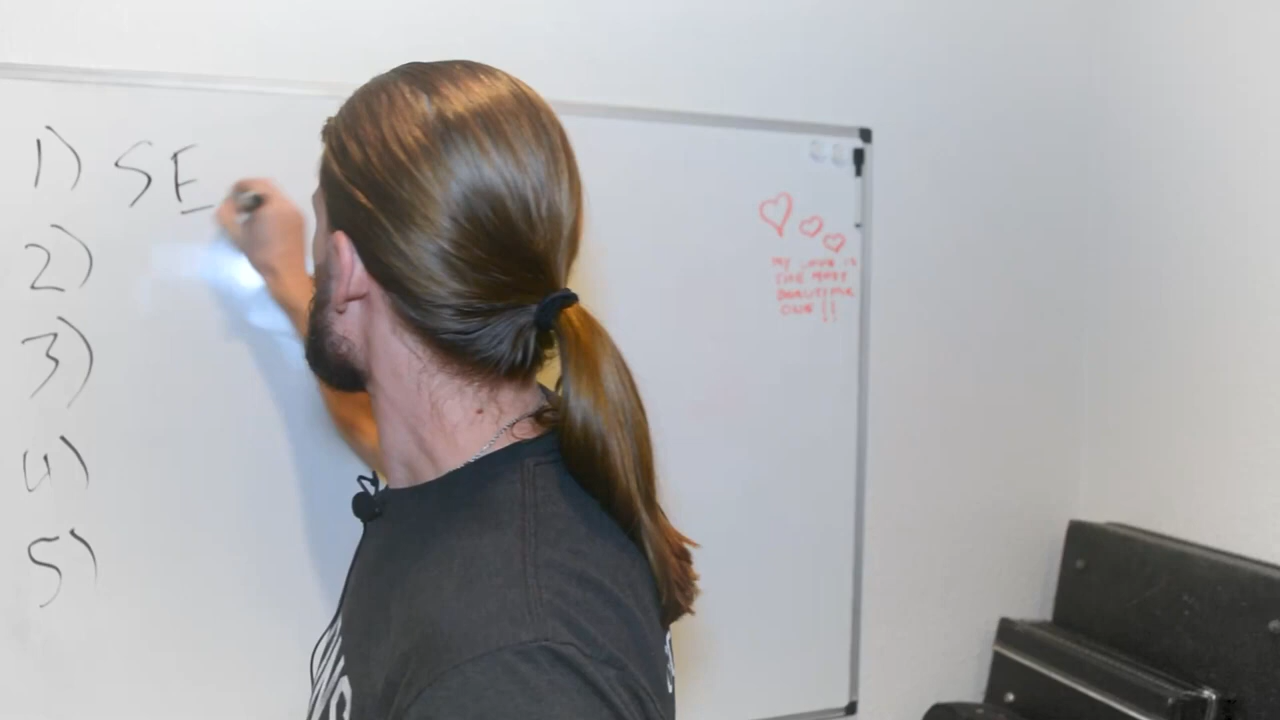 1) SE
2)
3)
4)
5)
MY LOVE IS
THE MOST
BEAUTIFUL
ONE!!